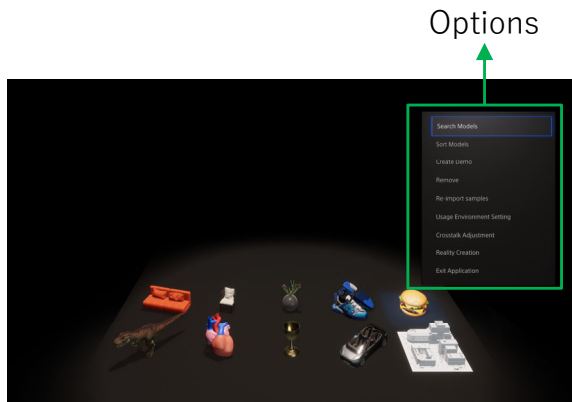 Options
Search Models
Sort Models
Create Demo
Remove
Re-import samples
Usage Environment Setting
Crosstalk Adjustment
Reality Creation
Exit Application